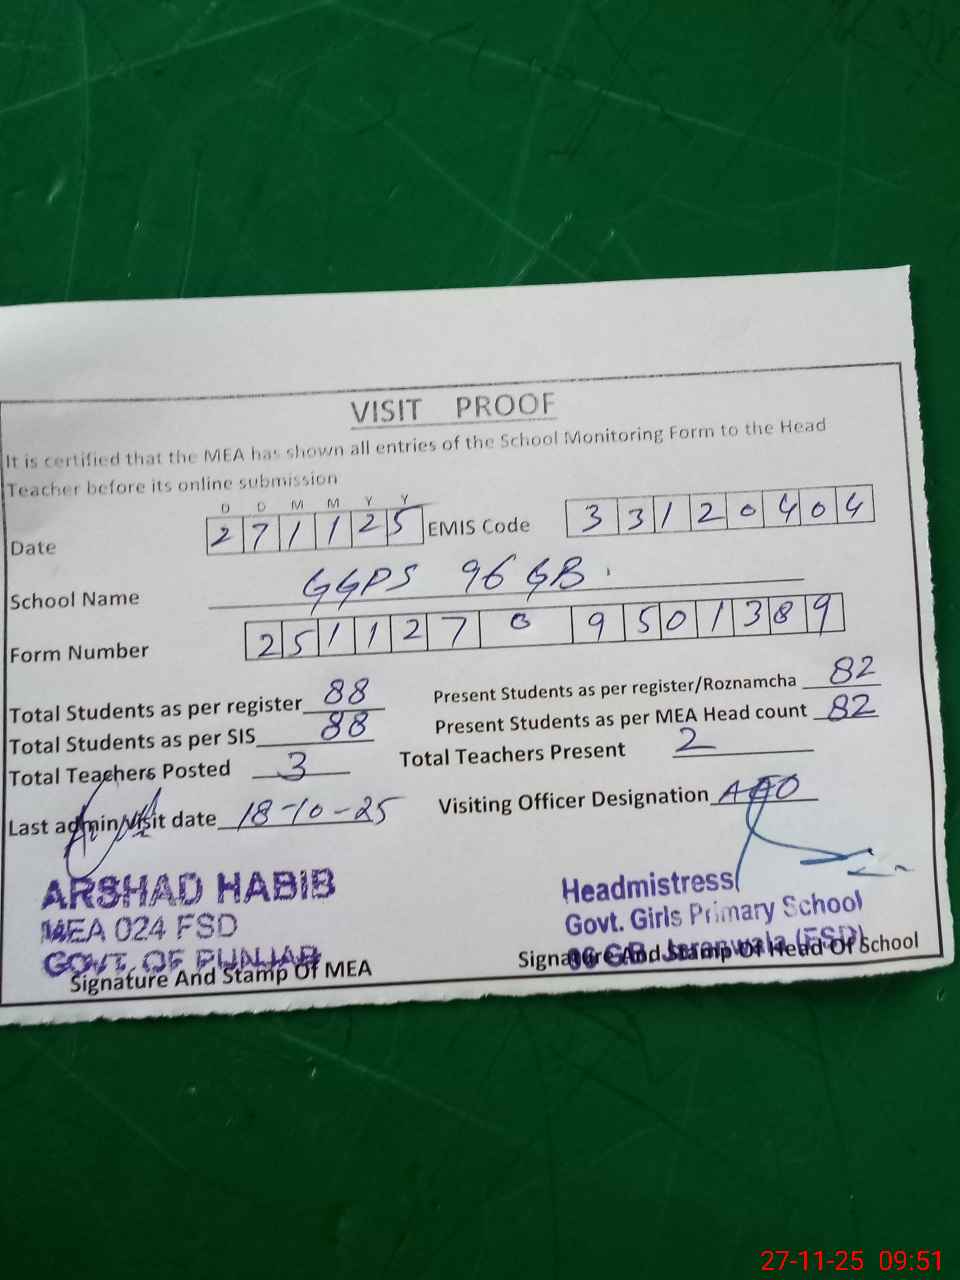 VISIT PROOF
It is certified that the MEA has shown all entries of the School Monitoring Form to the Head
Teacher before its online submission
D D M M Y Y
Date 2 7 1 1 2 5 EMIS Code 3 3 1 2 0 4 0 4
School Name GGPS 96 GB
Form Number 2 5 1 1 2 7 0 9 5 0 1 3 8 9
Total Students as per register 88 Present Students as per register/Roznamcha 82
Total Students as per SIS 88 Present Students as per MEA Head count 82
Total Teachers Posted 3 Total Teachers Present 2
Last admin visit date 18-10-25 Visiting Officer Designation AEO
ARSHAD HABIB
MEA 024 FSD
GOVT. OF PUNJAB
Signature And Stamp Of MEA
Headmistress
Govt. Girls Primary School
96 GB Jaranwala (FSD)
Signature And Stamp Of Head Of School
27-11-25 09:51